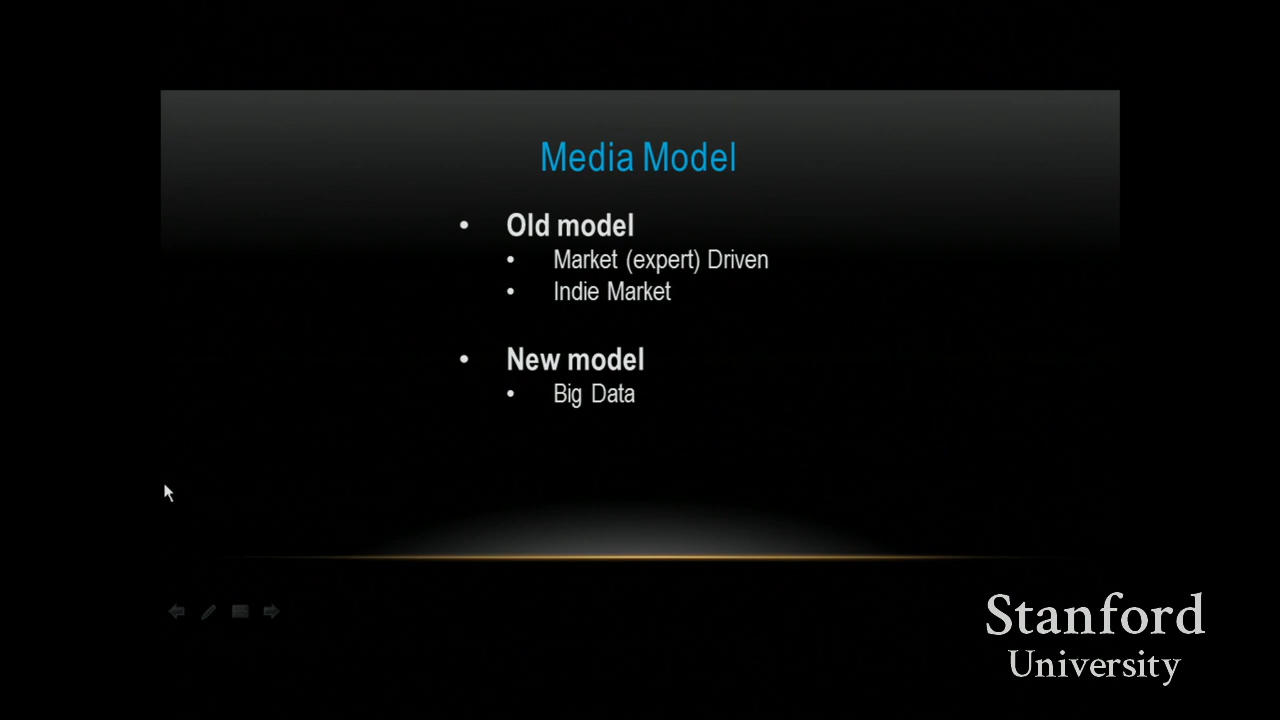 Media Model
• Old model
• Market (expert) Driven
• Indie Market
• New model
• Big Data
Stanford
University